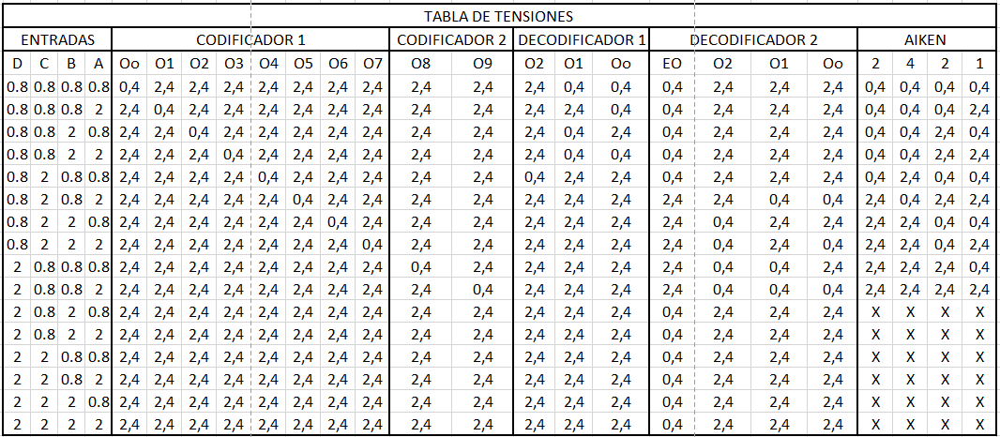 TABLA DE TENSIONES
ENTRADAS CODIFICADOR 1 CODIFICADOR 2 DECODIFICADOR 1 DECODIFICADOR 2 AIKEN
D C B A Oo O1 O2 O3 O4 O5 O6 O7 O8 O9 O2 O1 Oo EO O2 O1 Oo 2 4 2 1
0.8 0.8 0.8 0.8 0,4 2,4 2,4 2,4 2,4 2,4 2,4 2,4 2,4 2,4 2,4 0,4 0,4 0,4 2,4 2,4 2,4 0,4 0,4 0,4 0,4
0.8 0.8 0.8 2 2,4 0,4 2,4 2,4 2,4 2,4 2,4 2,4 2,4 2,4 2,4 2,4 0,4 0,4 2,4 2,4 2,4 0,4 0,4 0,4 2,4
0.8 0.8 2 0.8 2,4 2,4 0,4 2,4 2,4 2,4 2,4 2,4 2,4 2,4 2,4 0,4 2,4 0,4 2,4 2,4 2,4 0,4 0,4 2,4 0,4
0.8 0.8 2 2 2,4 2,4 2,4 0,4 2,4 2,4 2,4 2,4 2,4 2,4 2,4 0,4 0,4 0,4 2,4 2,4 2,4 0,4 0,4 2,4 2,4
0.8 2 0.8 0.8 2,4 2,4 2,4 2,4 0,4 2,4 2,4 2,4 2,4 2,4 0,4 2,4 2,4 0,4 2,4 2,4 2,4 0,4 2,4 0,4 0,4
0.8 2 0.8 2 2,4 2,4 2,4 2,4 2,4 0,4 2,4 2,4 2,4 2,4 2,4 2,4 2,4 2,4 2,4 0,4 0,4 2,4 0,4 2,4 2,4
0.8 2 2 0.8 2,4 2,4 2,4 2,4 2,4 2,4 0,4 2,4 2,4 2,4 2,4 2,4 2,4 2,4 0,4 2,4 2,4 2,4 2,4 0,4 0,4
0.8 2 2 2 2,4 2,4 2,4 2,4 2,4 2,4 2,4 0,4 2,4 2,4 2,4 2,4 2,4 2,4 0,4 2,4 0,4 2,4 2,4 0,4 2,4
2 0.8 0.8 0.8 2,4 2,4 2,4 2,4 2,4 2,4 2,4 2,4 0,4 2,4 2,4 2,4 2,4 2,4 0,4 0,4 2,4 2,4 2,4 2,4 0,4
2 0.8 0.8 2 2,4 2,4 2,4 2,4 2,4 2,4 2,4 2,4 2,4 0,4 2,4 2,4 2,4 2,4 0,4 0,4 0,4 2,4 2,4 2,4 2,4
2 0.8 2 0.8 2,4 2,4 2,4 2,4 2,4 2,4 2,4 2,4 2,4 2,4 2,4 2,4 2,4 0,4 2,4 2,4 2,4 X X X X
2 0.8 2 2 2,4 2,4 2,4 2,4 2,4 2,4 2,4 2,4 2,4 2,4 2,4 2,4 2,4 0,4 2,4 2,4 2,4 X X X X
2 2 0.8 0.8 2,4 2,4 2,4 2,4 2,4 2,4 2,4 2,4 2,4 2,4 2,4 2,4 2,4 0,4 2,4 2,4 2,4 X X X X
2 2 0.8 2 2,4 2,4 2,4 2,4 2,4 2,4 2,4 2,4 2,4 2,4 2,4 2,4 2,4 0,4 2,4 2,4 2,4 X X X X
2 2 2 0.8 2,4 2,4 2,4 2,4 2,4 2,4 2,4 2,4 2,4 2,4 2,4 2,4 2,4 0,4 2,4 2,4 2,4 X X X X
2 2 2 2 2,4 2,4 2,4 2,4 2,4 2,4 2,4 2,4 2,4 2,4 2,4 2,4 2,4 0,4 2,4 2,4 2,4 X X X X